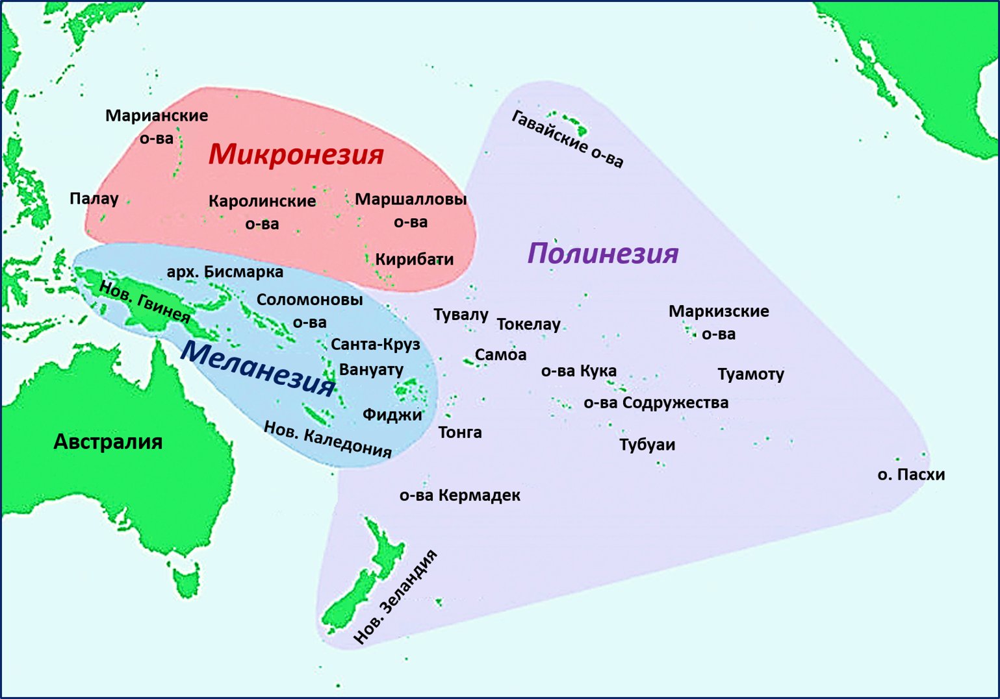 Марианские
о-ва
Микронезия
Гавайские о-ва
Палау
Каролинские
о-ва
Маршалловы
о-ва
Кирибати
Полинезия
арх. Бисмарка
Нов. Гвинея
Соломоновы
о-ва
Тувалу
Токелау
Маркизские
о-ва
Санта-Круз
Меланезия
Вануату
Самоа
о-ва Кука
Туамоту
о-ва Содружества
Фиджи
Тонга
Нов. Каледония
Австралия
Тубуаи
о. Пасхи
о-ва Кермадек
Нов. Зеландия